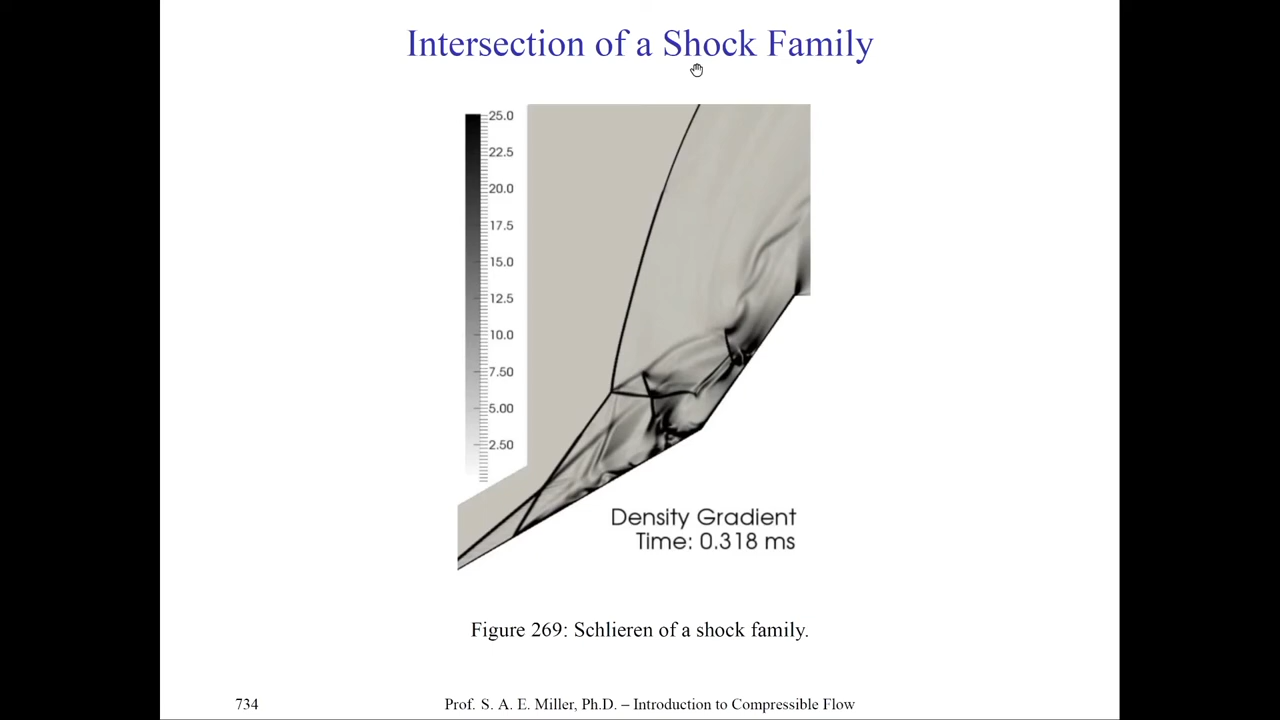 Intersection of a Shock Family
25.0
22.5
20.0
17.5
15.0
12.5
10.0
7.50
5.00
2.50
Density Gradient
Time: 0.318 ms
Figure 269: Schlieren of a shock family.
734
Prof. S. A. E. Miller, Ph.D. – Introduction to Compressible Flow